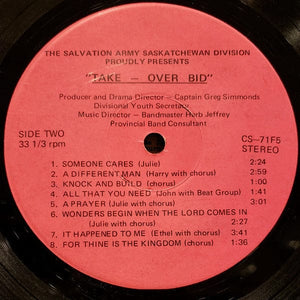 THE SALVATION ARMY SASKATCHEWAN DIVISION
PROUDLY PRESENTS
"TAKE — OVER BID"
Producer and Drama Director — Captain Greg Simmonds
Divisional Youth Secretary
Music Director - Bandmaster Herb Jeffrey
Provincial Band Consultant
SIDE TWO
33 1/3 rpm
CS-71F5
STEREO
1. SOMEONE CARES (Julie) 2:24
2. A DIFFERENT MAN (Harry with chorus) 2:59
3. KNOCK AND BUILD (chorus) 1:00
4. ALL THAT YOU NEED (John with Beat Group) 1:41
5. A PRAYER (Julie with chorus) 3:01
6. WONDERS BEGIN WHEN THE LORD COMES IN
(Julie with chorus) 2:27
7. IT HAPPENED TO ME (Ethel with chorus) 1:31
8. FOR THINE IS THE KINGDOM (chorus) 1:36